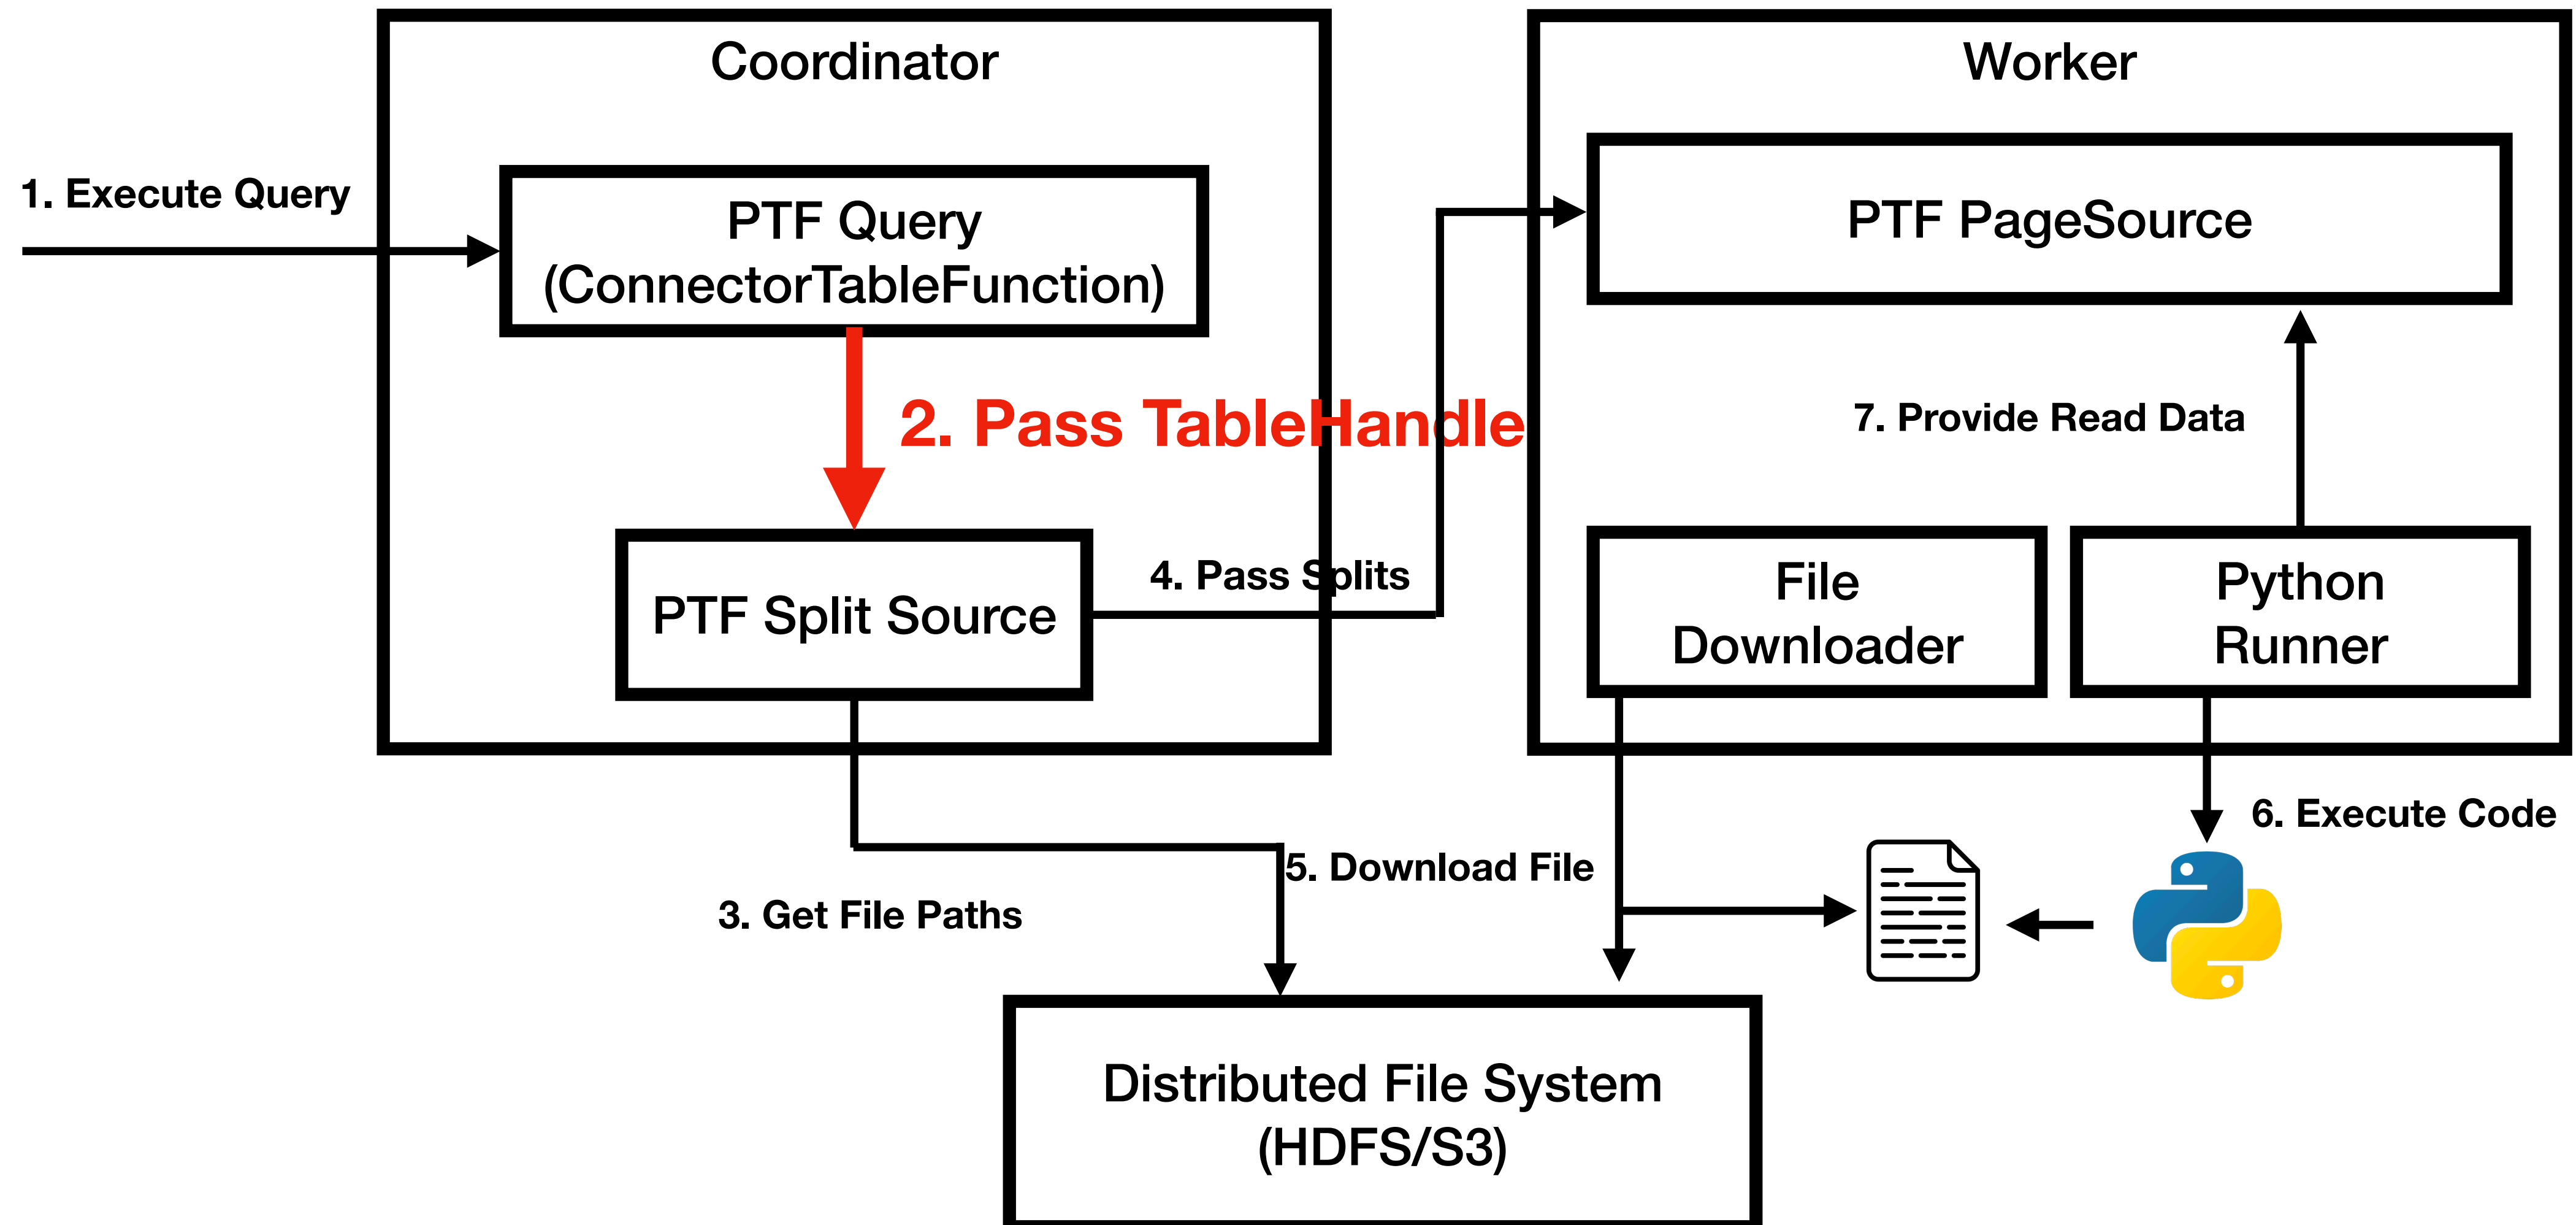 Coordinator
Worker
1. Execute Query
PTF Query
(ConnectorTableFunction)
PTF PageSource
2. Pass TableHandle
7. Provide Read Data
PTF Split Source
4. Pass Splits
File
Downloader
Python
Runner
6. Execute Code
5. Download File
3. Get File Paths
Distributed File System
(HDFS/S3)